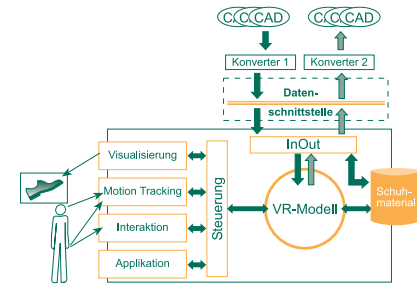 C C C CAD
C C C CAD
Konverter 1
Konverter 2
Daten-
schnittstelle
InOut
Visualisierung
Motion Tracking
Interaktion
Applikation
Steuerung
VR-Modell
Schuh-
material